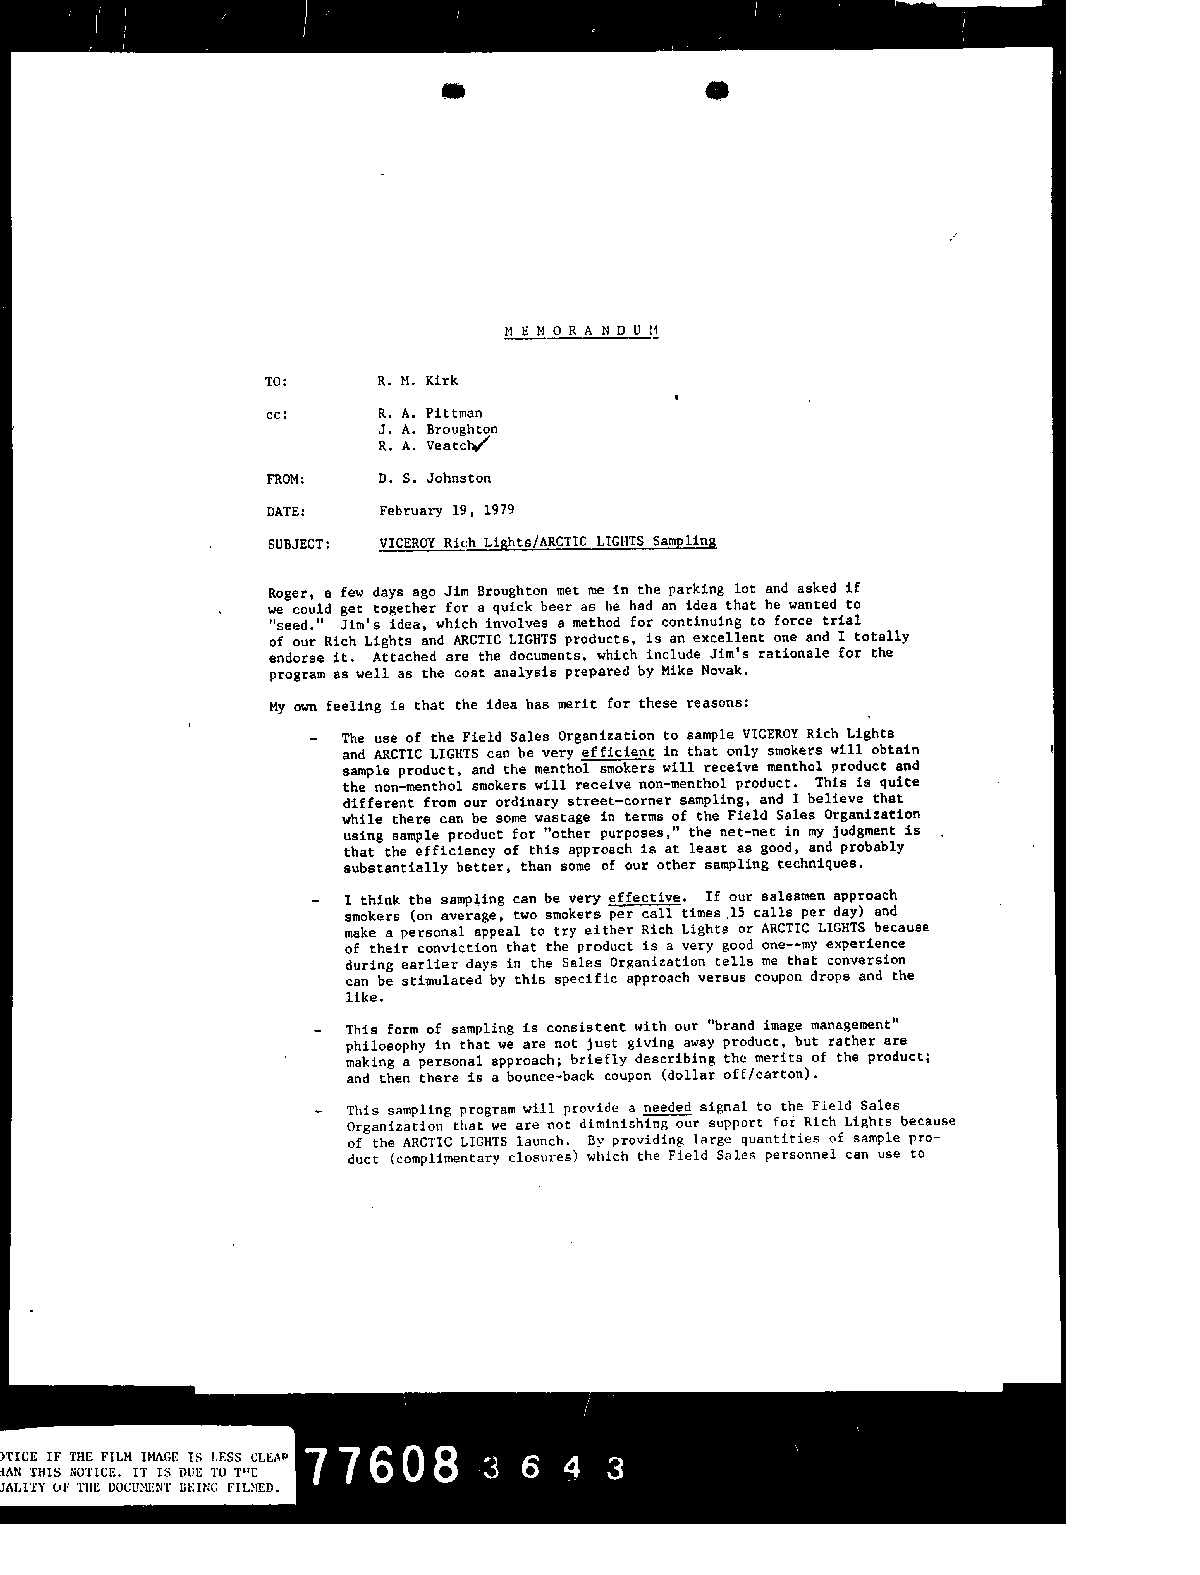 M E M O R A N D U M
TO: R. M. Kirk
cc: R. A. Pittman
J. A. Broughton
R. A. Veatch
FROM: D. S. Johnston
DATE: February 19, 1979
SUBJECT: VICEROY Rich Lights/ARCTIC LIGHTS Sampling
Roger, a few days ago Jim Broughton met me in the parking lot and asked if
we could get together for a quick beer as he had an idea that he wanted to
"seed." Jim's idea, which involves a method for continuing to force trial
of our Rich Lights and ARCTIC LIGHTS products, is an excellent one and I totally
endorse it. Attached are the documents, which include Jim's rationale for the
program as well as the cost analysis prepared by Mike Novak.
My own feeling is that the idea has merit for these reasons:
- The use of the Field Sales Organization to sample VICEROY Rich Lights
and ARCTIC LIGHTS can be very efficient in that only smokers will obtain
sample product, and the menthol smokers will receive menthol product and
the non-menthol smokers will receive non-menthol product. This is quite
different from our ordinary street-corner sampling, and I believe that
while there can be some wastage in terms of the Field Sales Organization
using sample product for "other purposes," the net-net in my judgment is
that the efficiency of this approach is at least as good, and probably
substantially better, than some of our other sampling techniques.
- I think the sampling can be very effective. If our salesmen approach
smokers (on average, two smokers per call times 15 calls per day) and
make a personal appeal to try either Rich Lights or ARCTIC LIGHTS because
of their conviction that the product is a very good one--my experience
during earlier days in the Sales Organization tells me that conversion
can be stimulated by this specific approach versus coupon drops and the
like.
- This form of sampling is consistent with our "brand image management"
philosophy in that we are not just giving away product, but rather are
making a personal approach; briefly describing the merits of the product;
and then there is a bounce-back coupon (dollar off/carton).
- This sampling program will provide a needed signal to the Field Sales
Organization that we are not diminishing our support for Rich Lights because
of the ARCTIC LIGHTS launch. By providing large quantities of sample pro-
duct (complimentary closures) which the Field Sales personnel can use to
OTICE IF THE FILM IMAGE IS LESS CLEAR
HAN THIS NOTICE. IT IS DUE TO THE
UALITY OF THE DOCUMENT BEING FILMED.
77608 3643